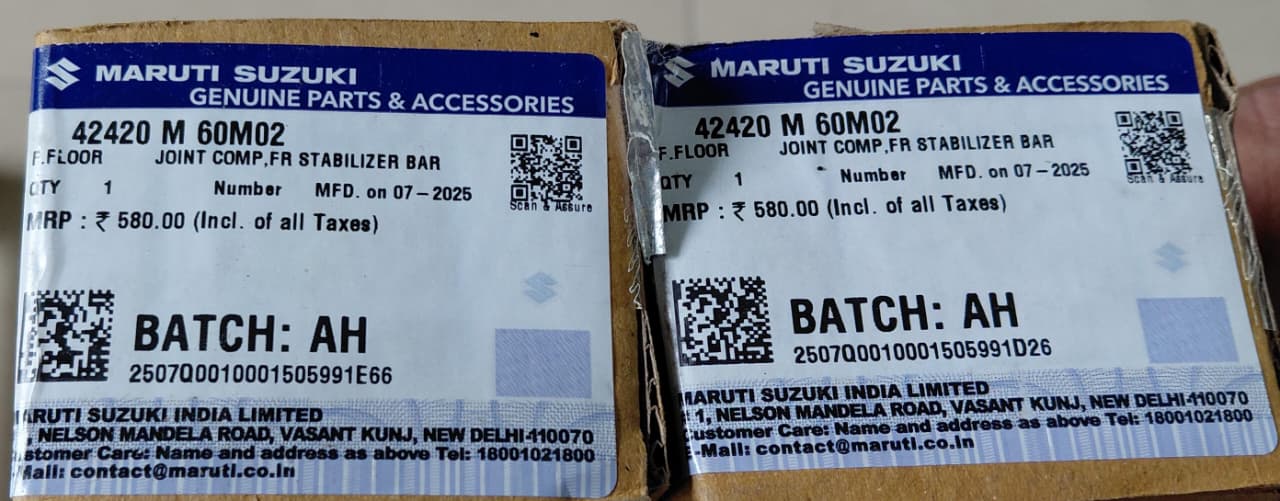 MARUTI SUZUKI
GENUINE PARTS & ACCESSORIES
42420 M 60M02
F.FLOOR JOINT COMP,FR STABILIZER BAR
QTY 1 Number MFD. on 07-2025
Scan & Assure
MRP : ₹ 580.00 (Incl. of all Taxes)
BATCH: AH
2507Q0010001505991E66
MARUTI SUZUKI INDIA LIMITED
, NELSON MANDELA ROAD, VASANT KUNJ, NEW DELHI-110070
ustomer Care: Name and address as above Tel: 18001021800
Mail: contact@maruti.co.in
MARUTI SUZUKI
GENUINE PARTS & ACCESSORIES
42420 M 60M02
F.FLOOR JOINT COMP,FR STABILIZER BAR
QTY 1 Number MFD. on 07-2025
Scan & Assure
MRP : ₹ 580.00 (Incl. of all Taxes)
BATCH: AH
2507Q0010001505991D26
MARUTI SUZUKI INDIA LIMITED
1, NELSON MANDELA ROAD, VASANT KUNJ, NEW DELHI-110070
ustomer Care: Name and address as above Tel: 18001021800
E-Mail: contact@maruti.co.in